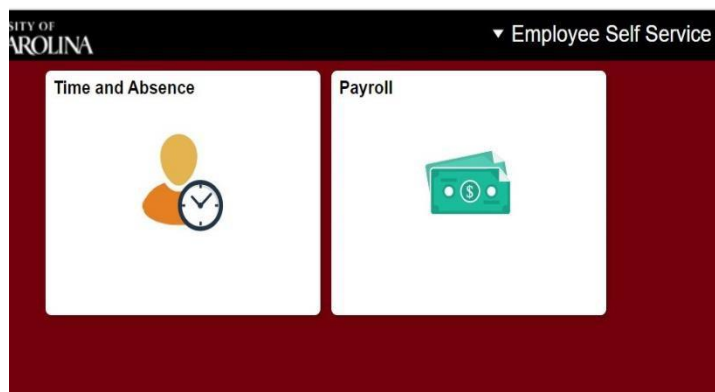 SITY OF
AROLINA
▼ Employee Self Service
Time and Absence
Payroll
$